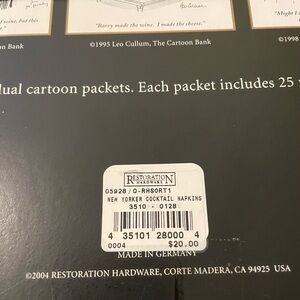 "Barry made the wine. I made the cheese."
oon Bank
©1995 Leo Cullum, The Cartoon Bank
©1998
dual cartoon packets. Each packet includes 25
RESTORATION
HARDWARE
05928/0-RHSORT1
NEW YORKER COCKTAIL NAPKINS
3510 - 0128
4 35101 28000 4
0004 $20.00
MADE IN GERMANY
©2004 RESTORATION HARDWARE, CORTE MADERA, CA 94925 USA